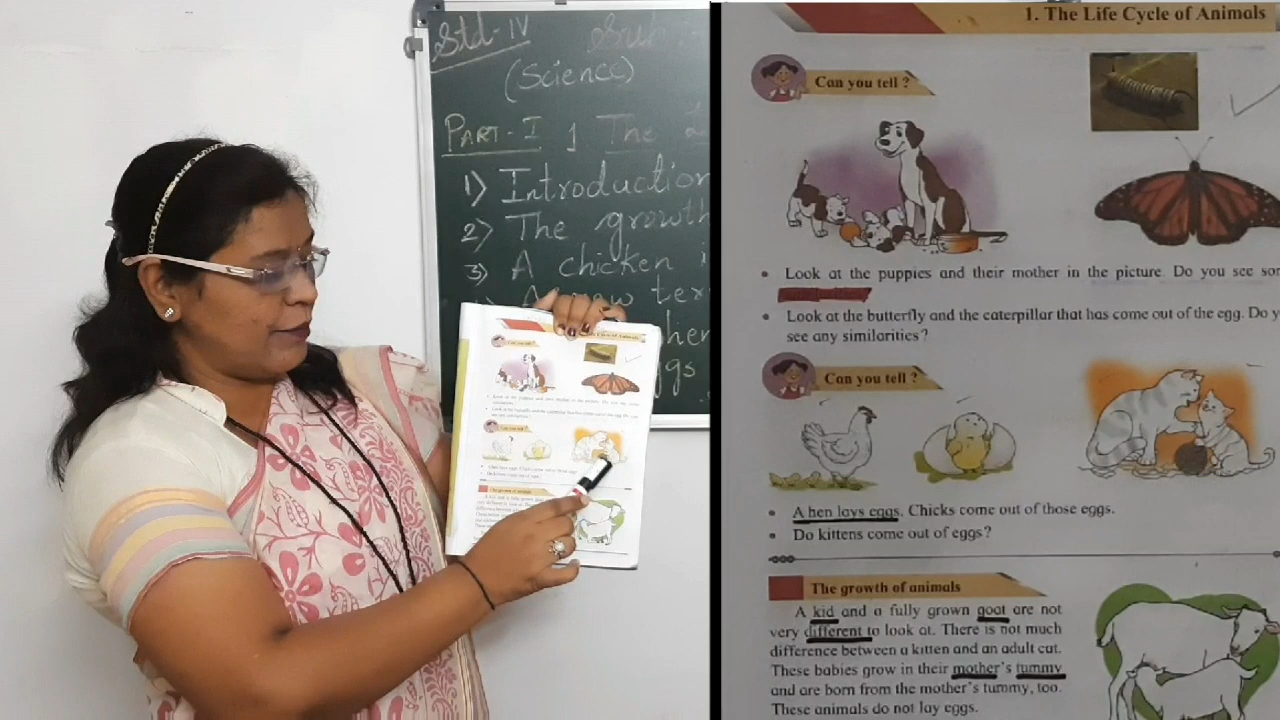 Std-IV Sub:-
(Science)
PART-I 1 The
1) Introduction
2) The growth
3) A chicken i
A new ter
her
eggs
1. The Life Cycle of Animals
Can you tell ?
Look at the puppies and their mother in the picture. Do you see
Look at the butterfly and the caterpillar that has come out of the egg. Do
see any similarities?
Can you tell ?
A hen lays eggs. Chicks come out of those eggs.
Do kittens come out of eggs?
The growth of animals
A kid and a fully grown goat are not
very different to look at. There is not much
difference between a kitten and an adult cat.
These babies grow in their mother's tummy
and are born from the mother's tummy, too.
These animals do not lay eggs.